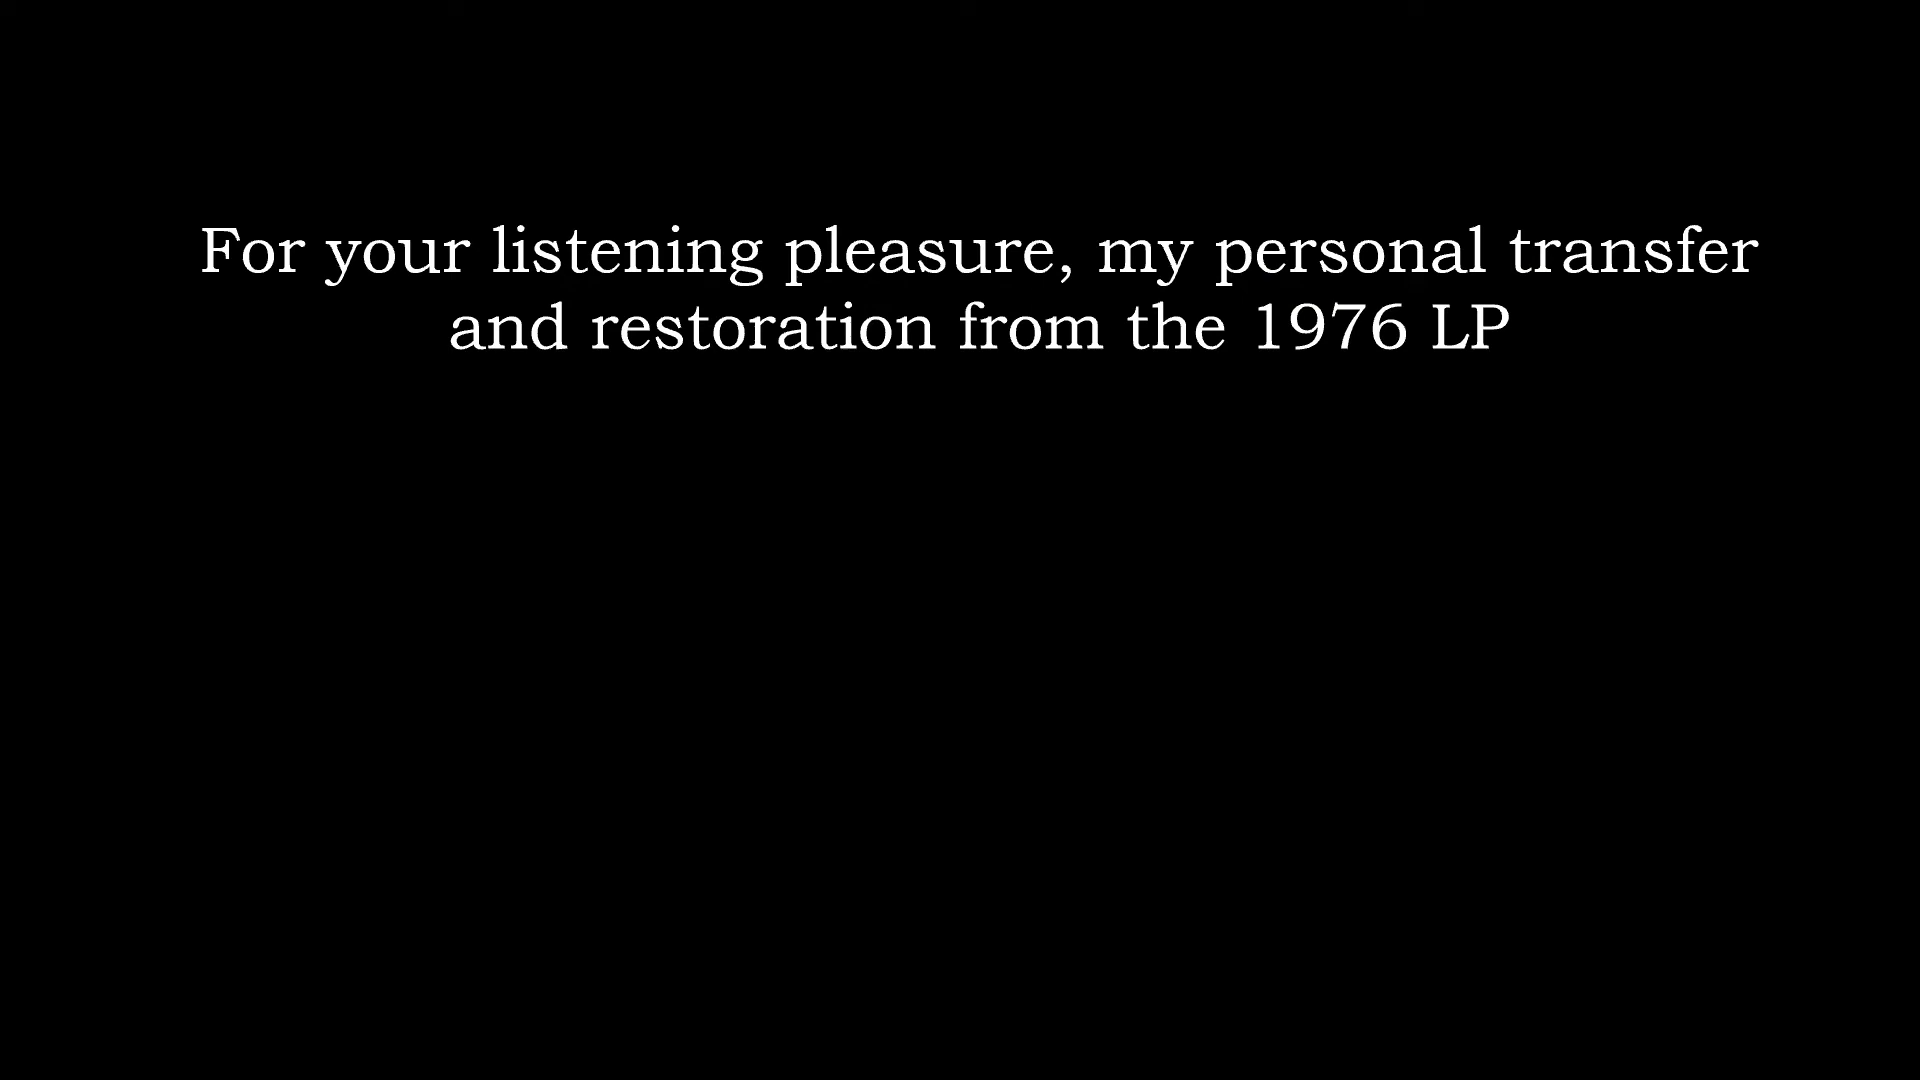 For your listening pleasure, my personal transfer
and restoration from the 1976 LP